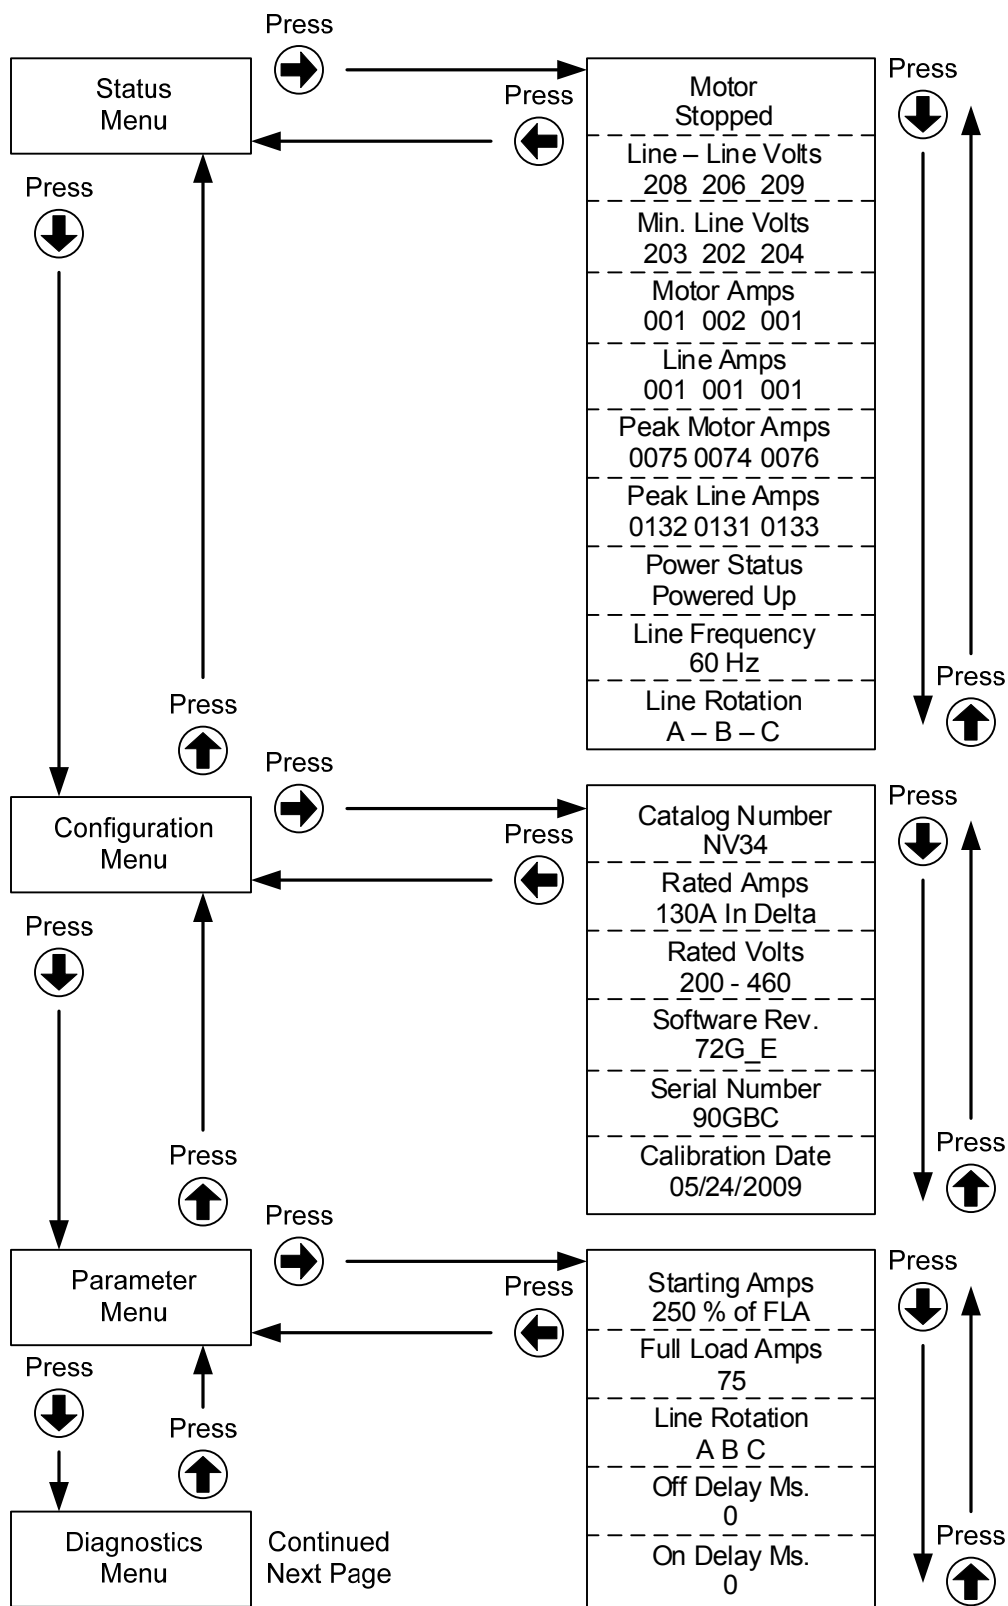 Press
Status
Menu
Press
Motor
Stopped
Press
Line – Line Volts
208 206 209
Press
Min. Line Volts
203 202 204
Motor Amps
001 002 001
Line Amps
001 001 001
Peak Motor Amps
0075 0074 0076
Peak Line Amps
0132 0131 0133
Power Status
Powered Up
Line Frequency
60 Hz
Press
Line Rotation
A – B – C
Press
Press
Configuration
Menu
Press
Catalog Number
NV34
Press
Rated Amps
130A In Delta
Press
Rated Volts
200 - 460
Software Rev.
72G_E
Serial Number
90GBC
Press
Calibration Date
05/24/2009
Press
Press
Parameter
Menu
Press
Starting Amps
250 % of FLA
Press
Full Load Amps
75
Press
Line Rotation
A B C
Press
Off Delay Ms.
0
On Delay Ms.
0
Press
Diagnostics
Menu
Continued
Next Page